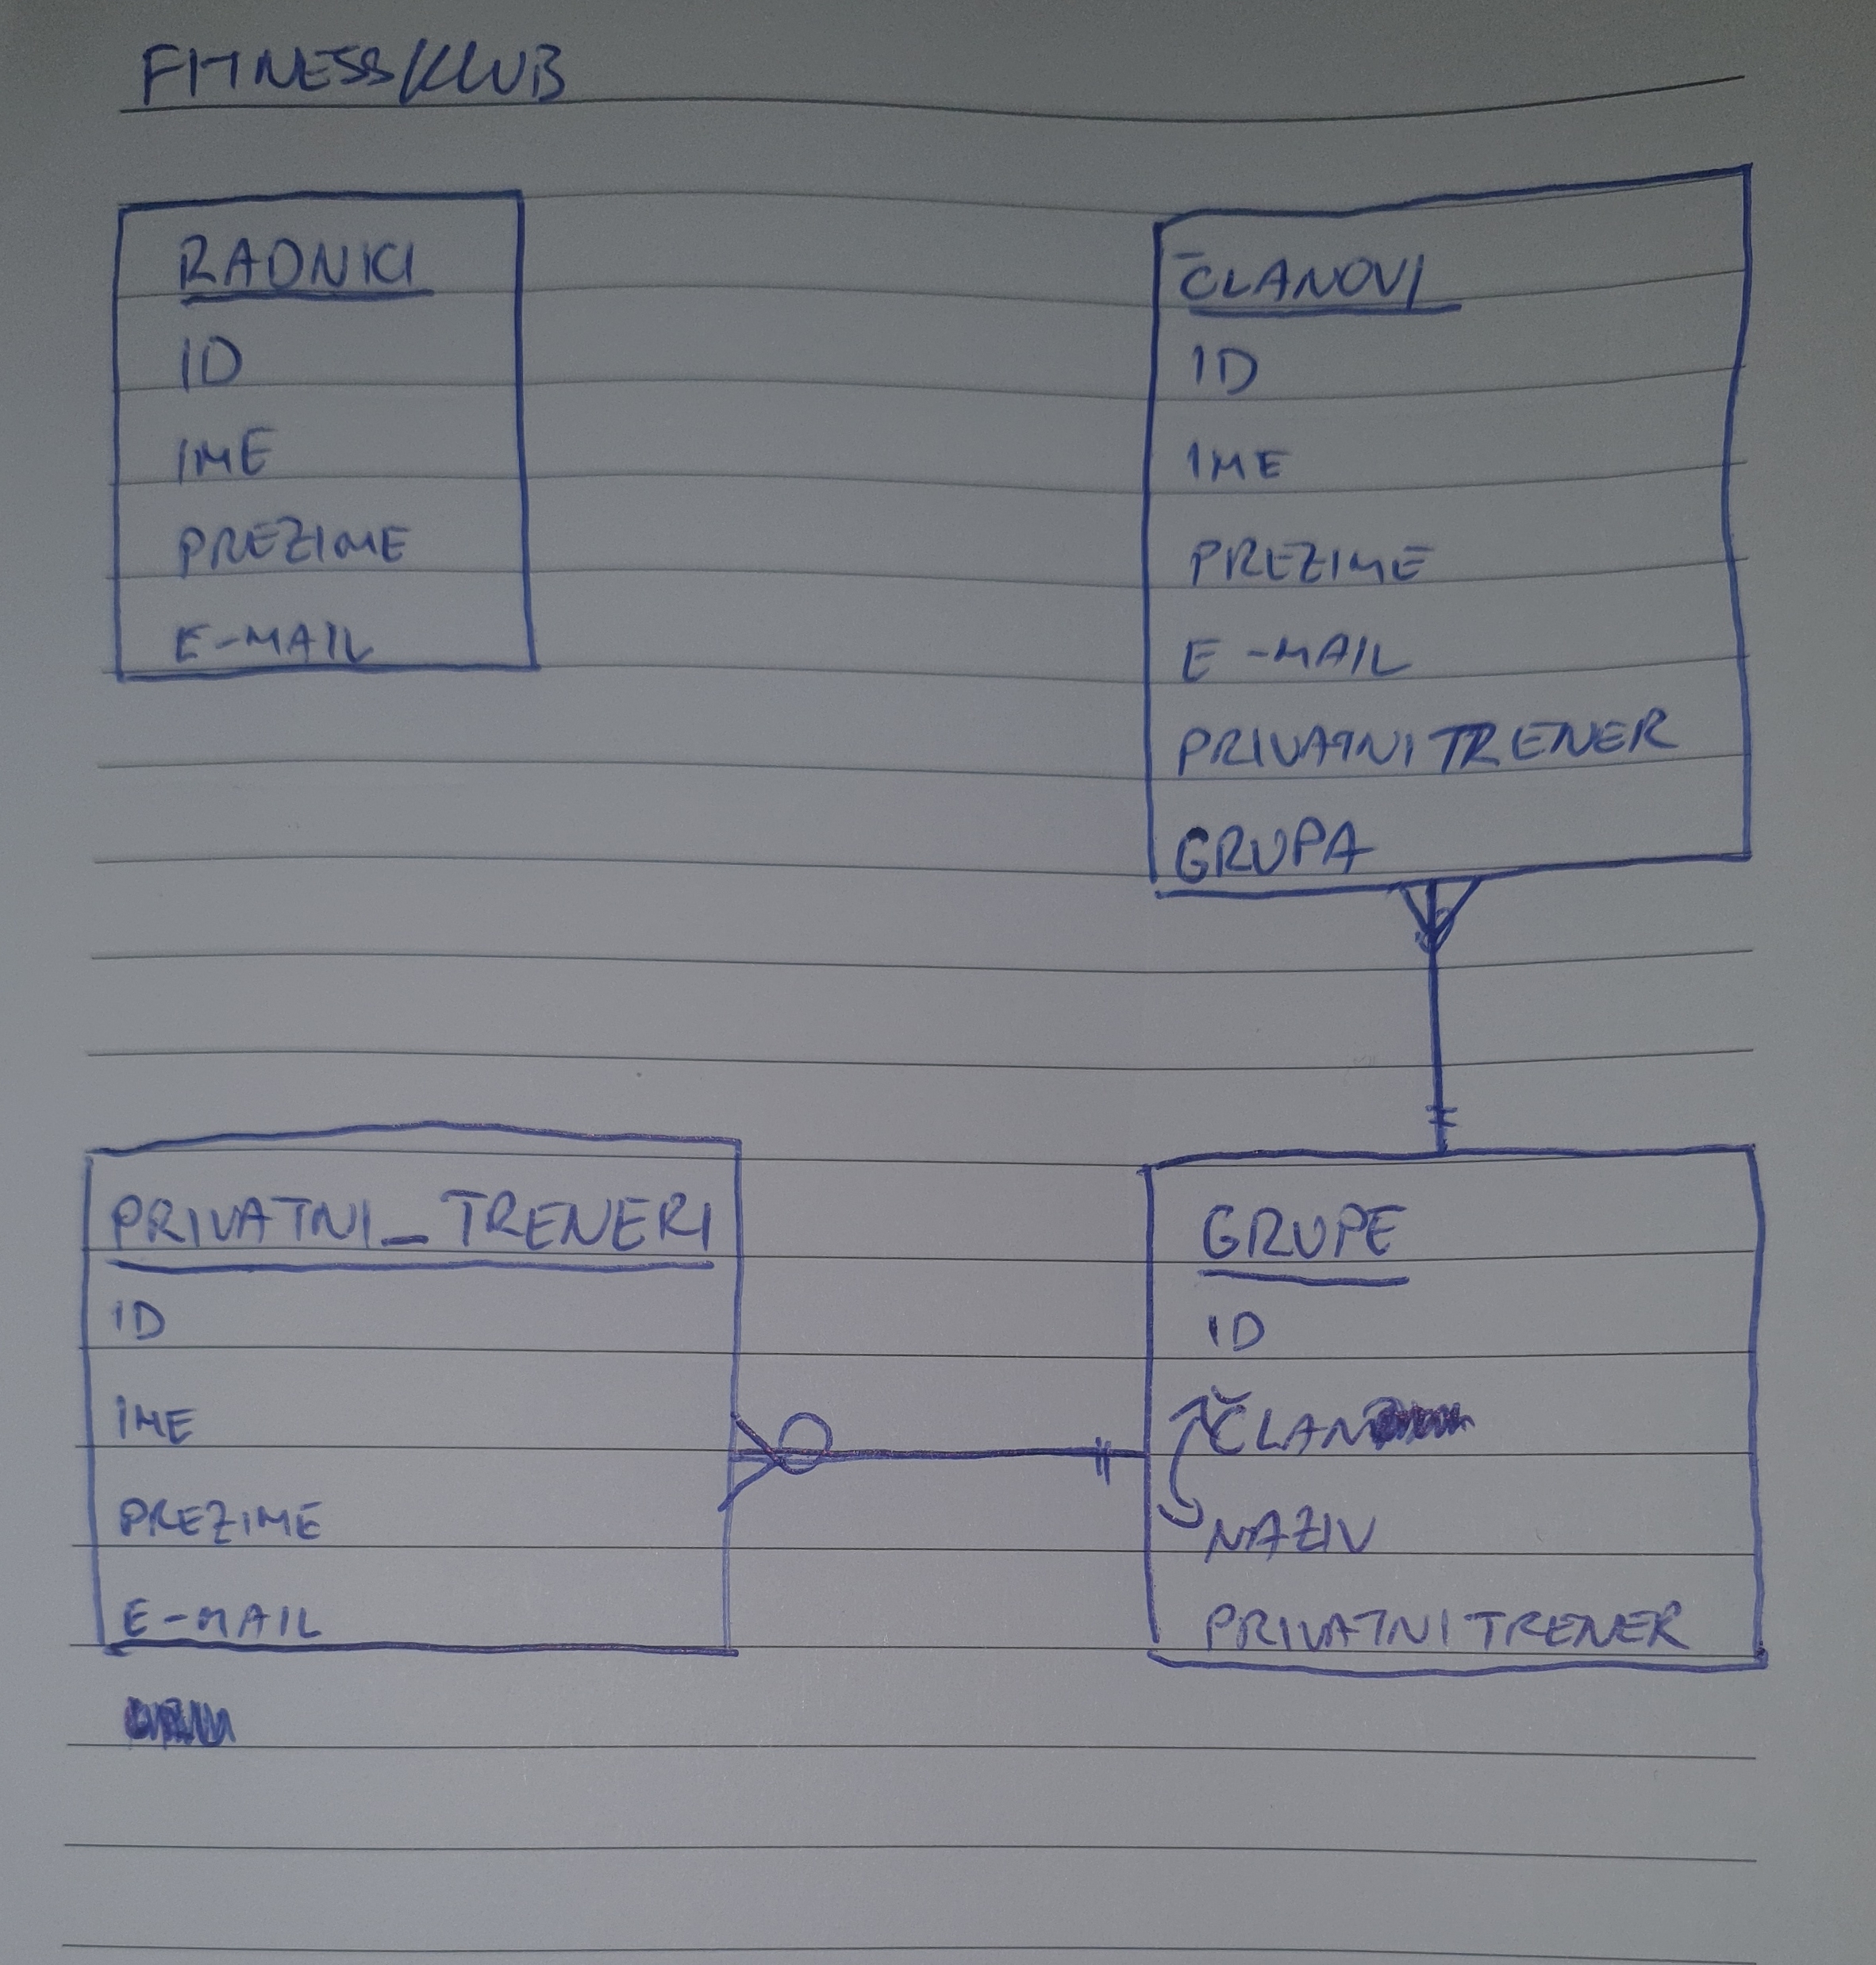 FITNESS/KLUB
RADNICI
ID
IME
PREZIME
E-MAIL
ČLANOVI
ID
IME
PREZIME
E-MAIL
PRIVATNI TRENER
GRUPA
PRIVATNI_TRENERI
ID
IME
PREZIME
E-MAIL
GRUPE
ID
ČLAN
NAZIV
PRIVATNI TRENER